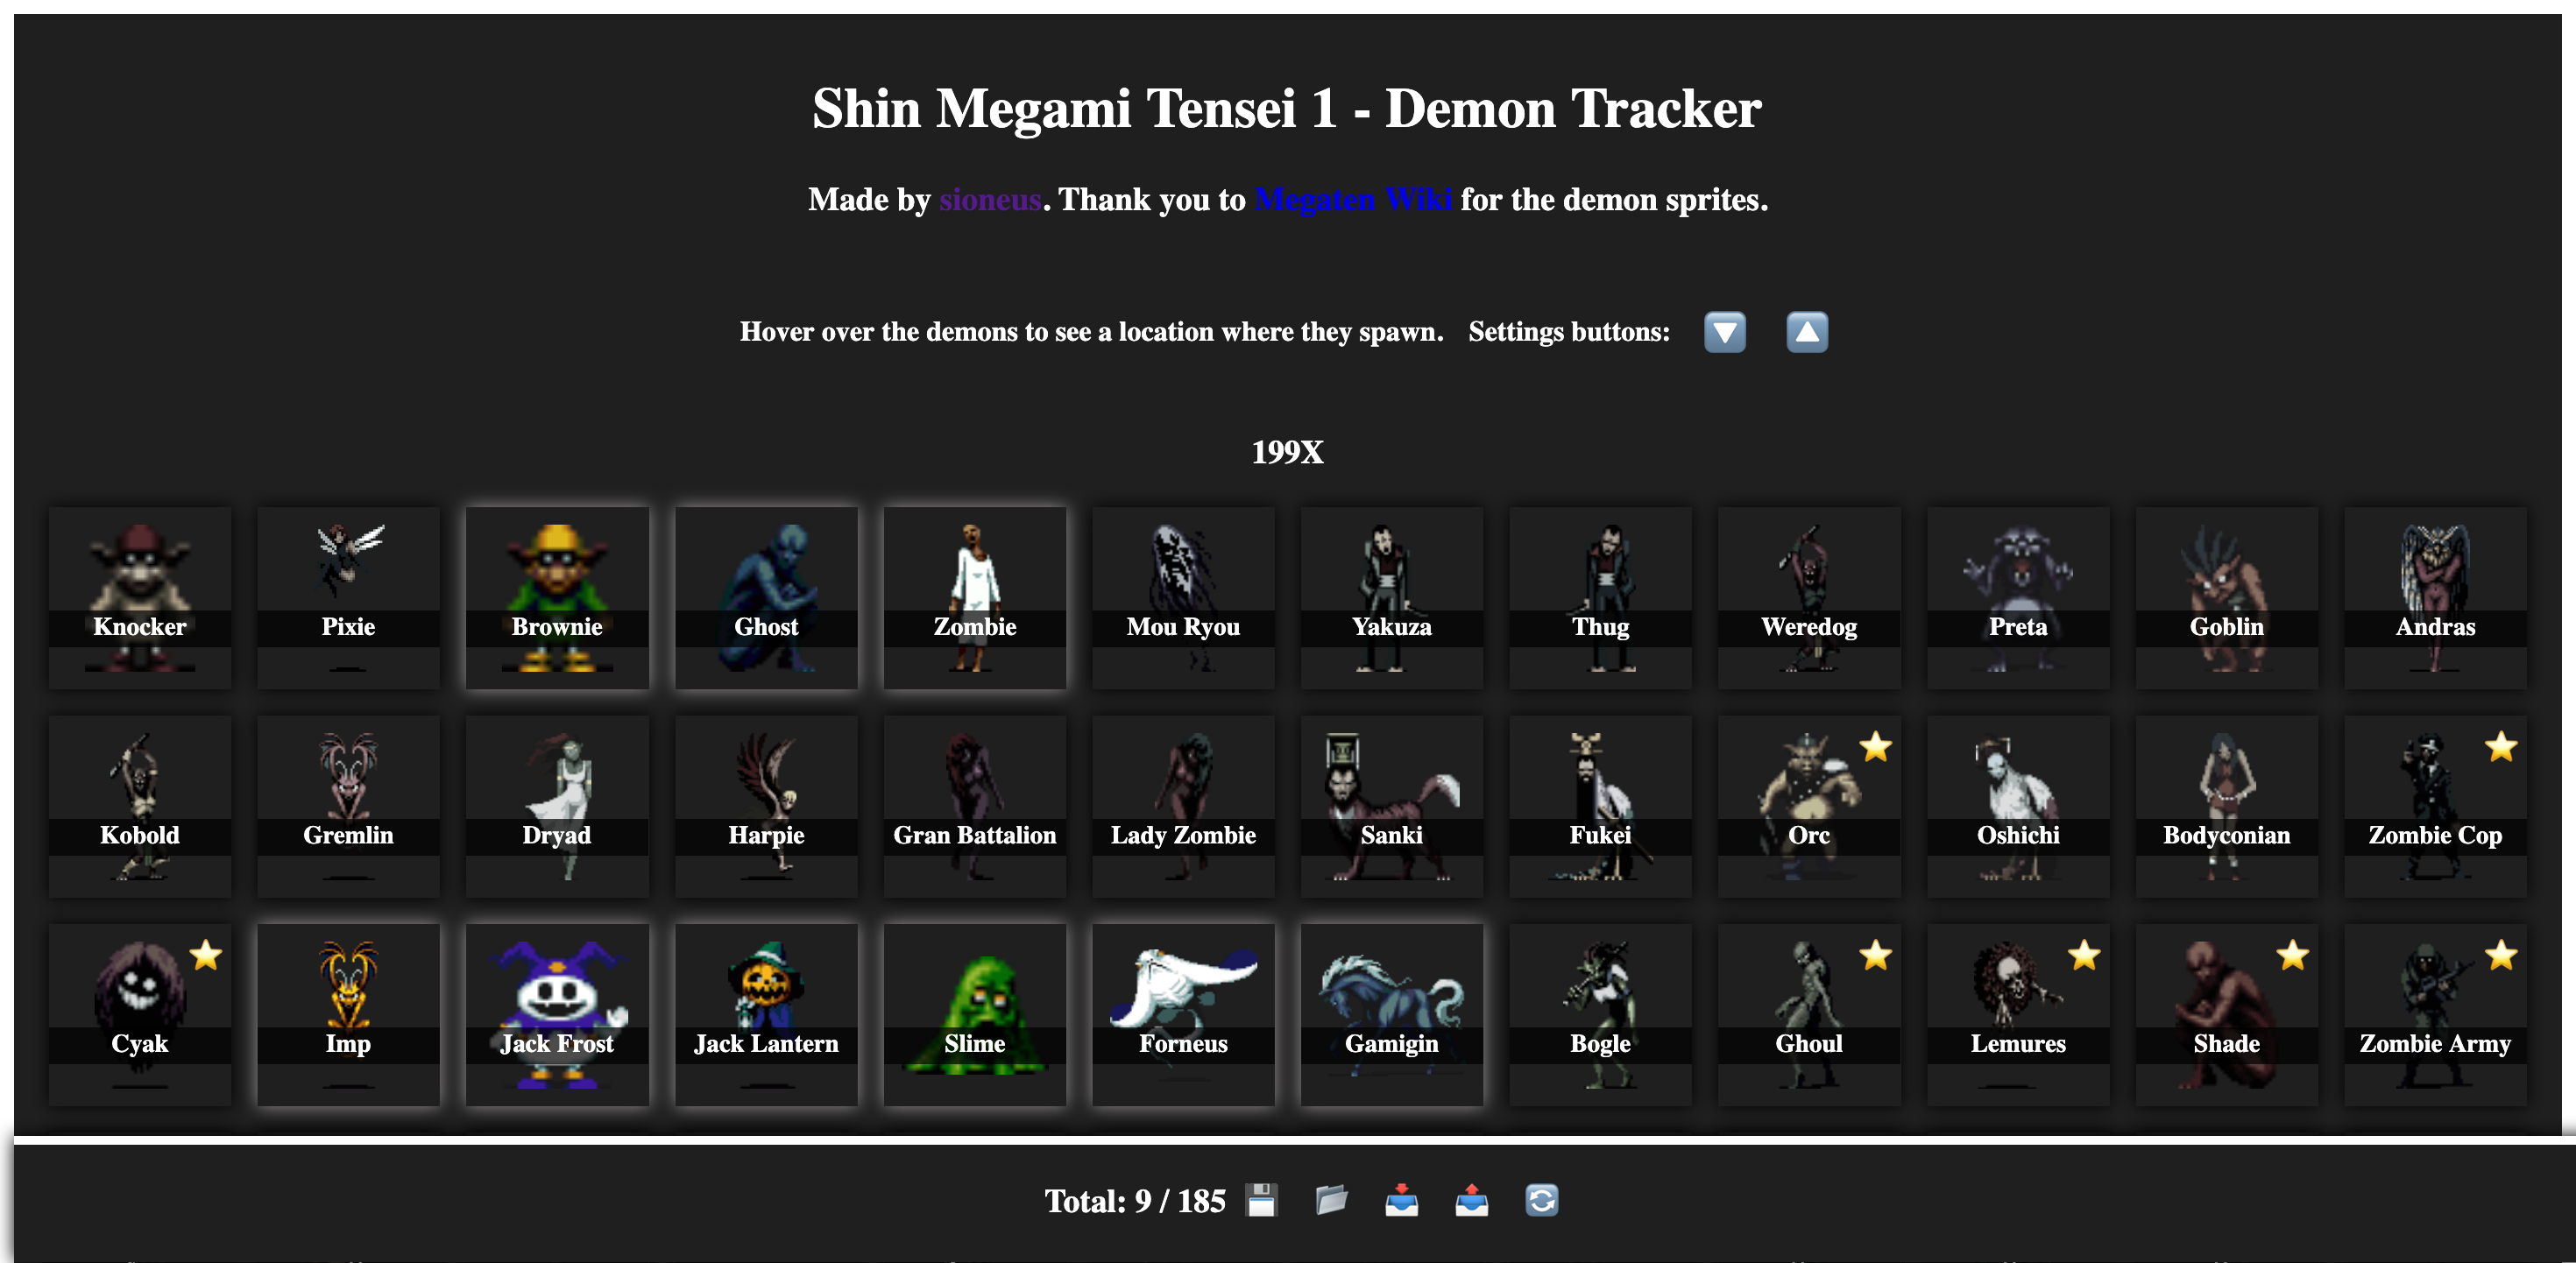 Shin Megami Tensei 1 - Demon Tracker
Made by sioneus. Thank you to Megaten Wiki for the demon sprites.
Hover over the demons to see a location where they spawn. Settings buttons:
199X
Knocker Pixie Brownie Ghost Zombie Mou Ryou Yakuza Thug Weredog Preta Goblin Andras
Kobold Gremlin Dryad Harpie Gran Battalion Lady Zombie Sanki Fukei Orc Oshichi Bodyconian Zombie Cop
Cyak Imp Jack Frost Jack Lantern Slime Forneus Gamigin Bogle Ghoul Lemures Shade Zombie Army
Total: 9 / 185